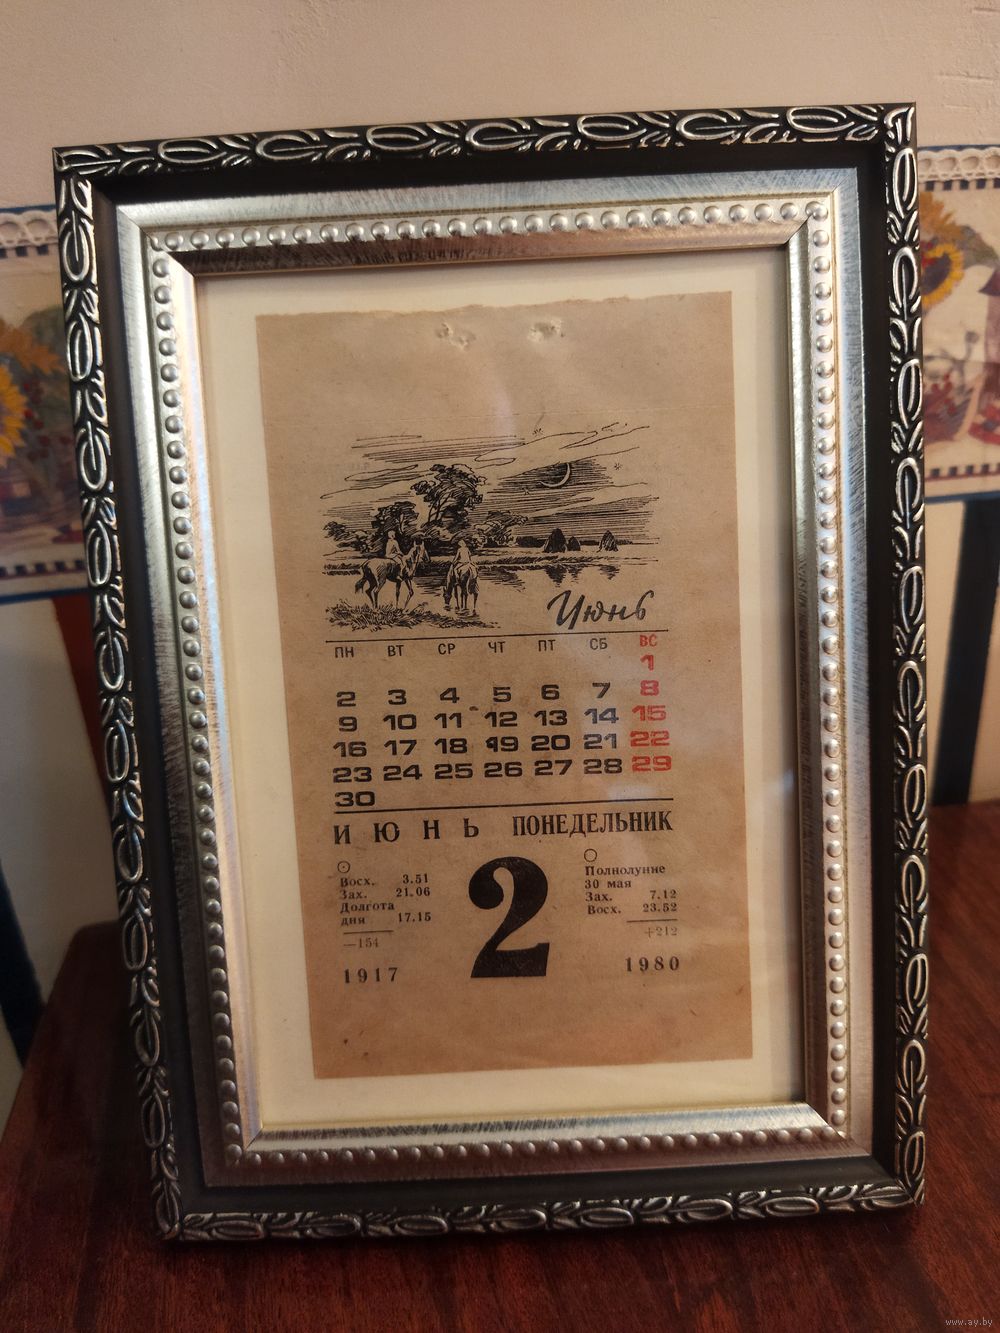 Июнь
ПН ВТ СР ЧТ ПТ СБ ВС
1
2 3 4 5 6 7 8
9 10 11 12 13 14 15
16 17 18 19 20 21 22
23 24 25 26 27 28 29
30
ИЮНЬ ПОНЕДЕЛЬНИК
Восх. 3.51
Зах. 21.06
Долгота
дня 17.15
—154
1917
2
Полнолуние
30 мая
Зах. 7.12
Восх. 23.52
+212
1980
www.ay.by